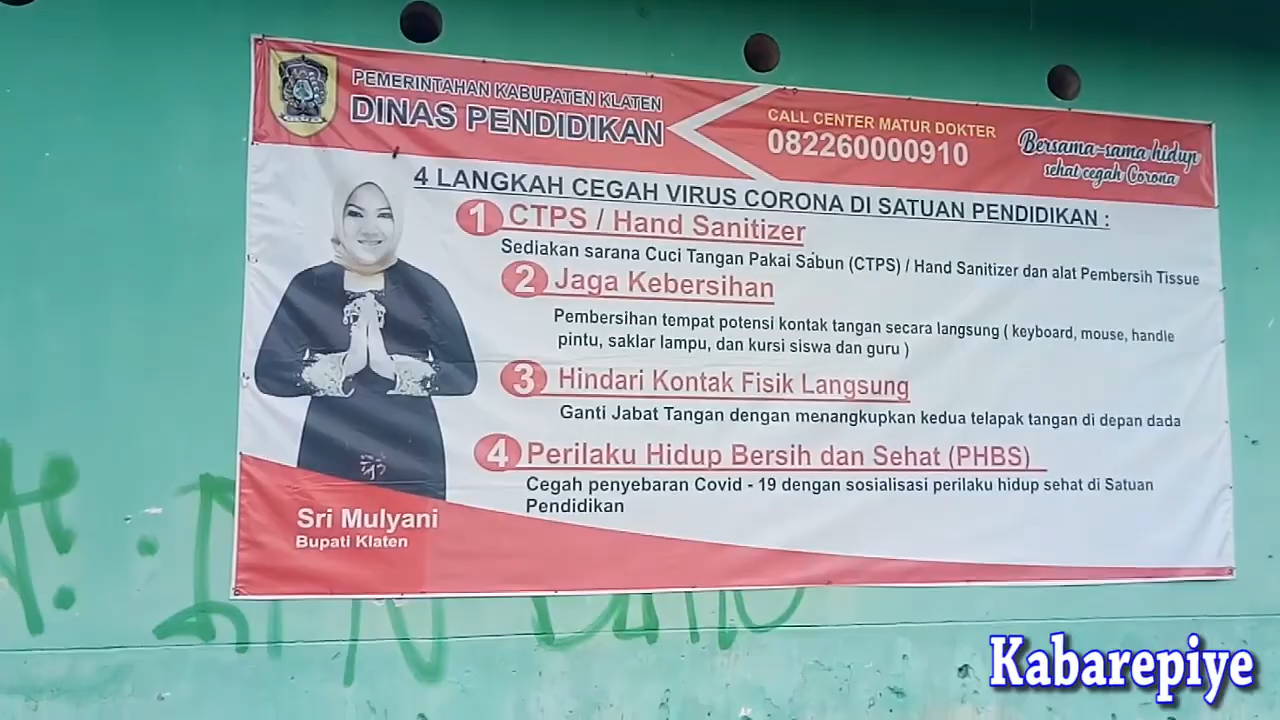 PEMERINTAHAN KABUPATEN KLATEN
DINAS PENDIDIKAN
CALL CENTER MATUR DOKTER
082260000910
Bersama-sama hidup
sehat cegah Corona
4 LANGKAH CEGAH VIRUS CORONA DI SATUAN PENDIDIKAN :
1 CTPS / Hand Sanitizer
Sediakan sarana Cuci Tangan Pakai Sabun (CTPS) / Hand Sanitizer dan alat Pembersih Tissue
2 Jaga Kebersihan
Pembersihan tempat potensi kontak tangan secara langsung ( keyboard, mouse, handle
pintu, saklar lampu, dan kursi siswa dan guru )
3 Hindari Kontak Fisik Langsung
Ganti Jabat Tangan dengan menangkupkan kedua telapak tangan di depan dada
4 Perilaku Hidup Bersih dan Sehat (PHBS)
Cegah penyebaran Covid - 19 dengan sosialisasi perilaku hidup sehat di Satuan
Pendidikan
Sri Mulyani
Bupati Klaten
Kabarepiye